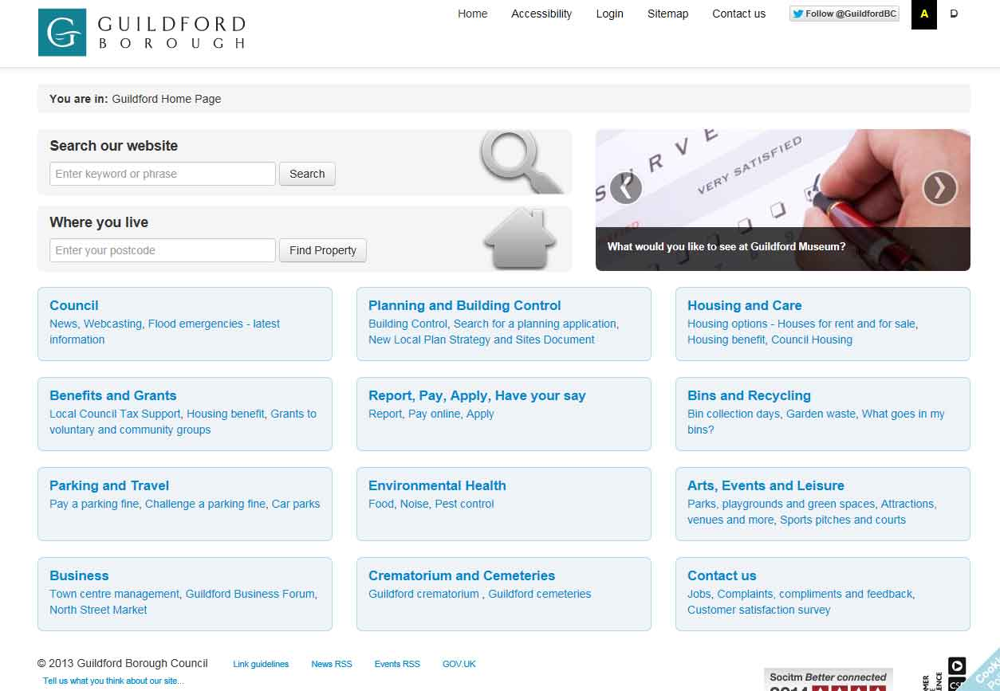 GUILDFORD
BOROUGH
Home Accessibility Login Sitemap Contact us Follow @GuildfordBC A D
You are in: Guildford Home Page
Search our website
Enter keyword or phrase Search
Where you live
Enter your postcode Find Property
SURVE
VERY SATISFIED
What would you like to see at Guildford Museum?
Council
News, Webcasting, Flood emergencies - latest
information
Planning and Building Control
Building Control, Search for a planning application,
New Local Plan Strategy and Sites Document
Housing and Care
Housing options - Houses for rent and for sale,
Housing benefit, Council Housing
Benefits and Grants
Local Council Tax Support, Housing benefit, Grants to
voluntary and community groups
Report, Pay, Apply, Have your say
Report, Pay online, Apply
Bins and Recycling
Bin collection days, Garden waste, What goes in my
bins?
Parking and Travel
Pay a parking fine, Challenge a parking fine, Car parks
Environmental Health
Food, Noise, Pest control
Arts, Events and Leisure
Parks, playgrounds and green spaces, Attractions,
venues and more, Sports pitches and courts
Business
Town centre management, Guildford Business Forum,
North Street Market
Crematorium and Cemeteries
Guildford crematorium , Guildford cemeteries
Contact us
Jobs, Complaints, compliments and feedback,
Customer satisfaction survey
© 2013 Guildford Borough Council Link guidelines News RSS Events RSS GOV.UK
Tell us what you think about our site...
Socitm Better connected
2014